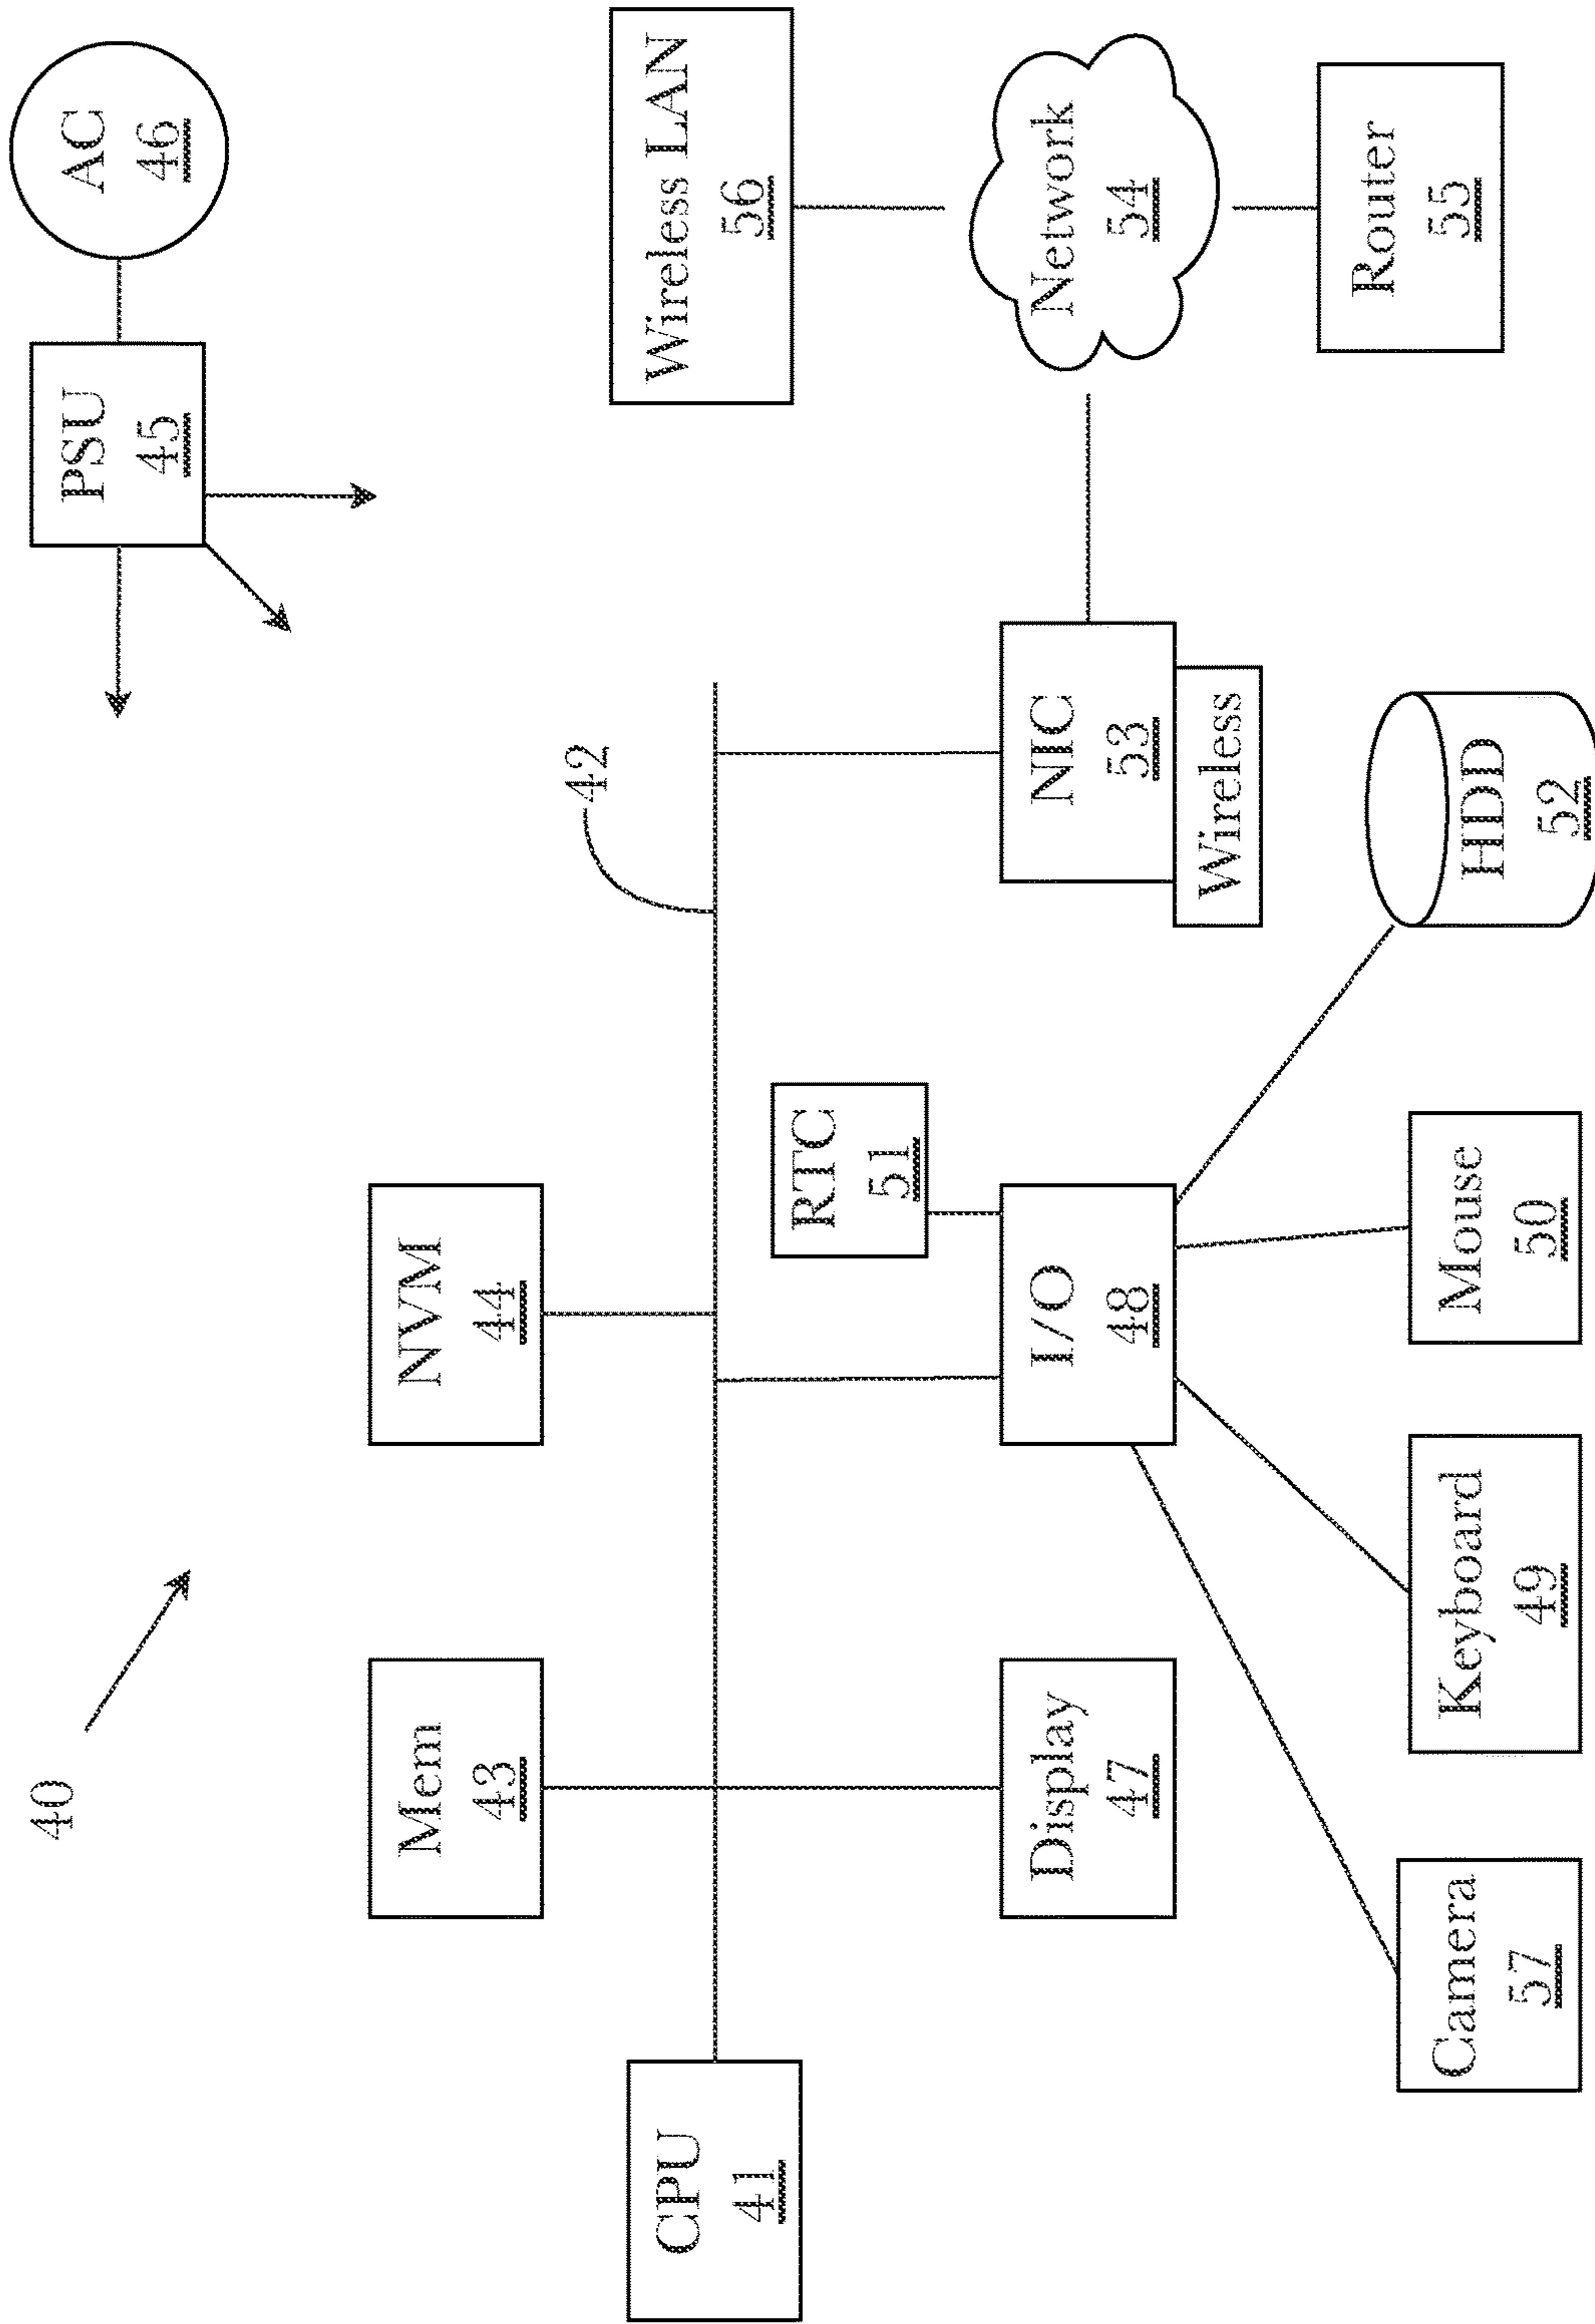 40
PSU
45
AC
46
Mem
43
NVM
44
42
CPU
41
Wireless LAN
56
RTC
51
Display
47
I/O
48
NIC
53
Wireless
Network
54
Camera
57
Keyboard
49
Mouse
50
HDD
52
Router
55